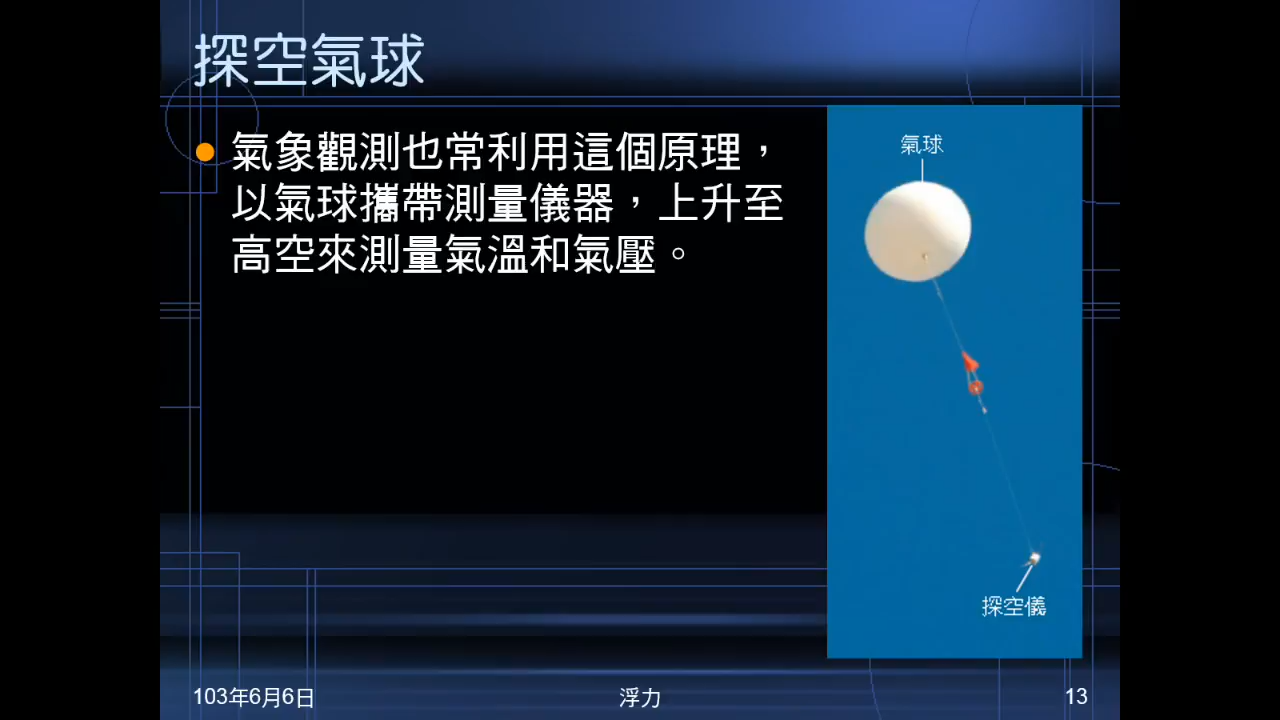 探空氣球
氣象觀測也常利用這個原理，
以氣球攜帶測量儀器，上升至
高空來測量氣溫和氣壓。
氣球
探空儀
103年6月6日
浮力
13